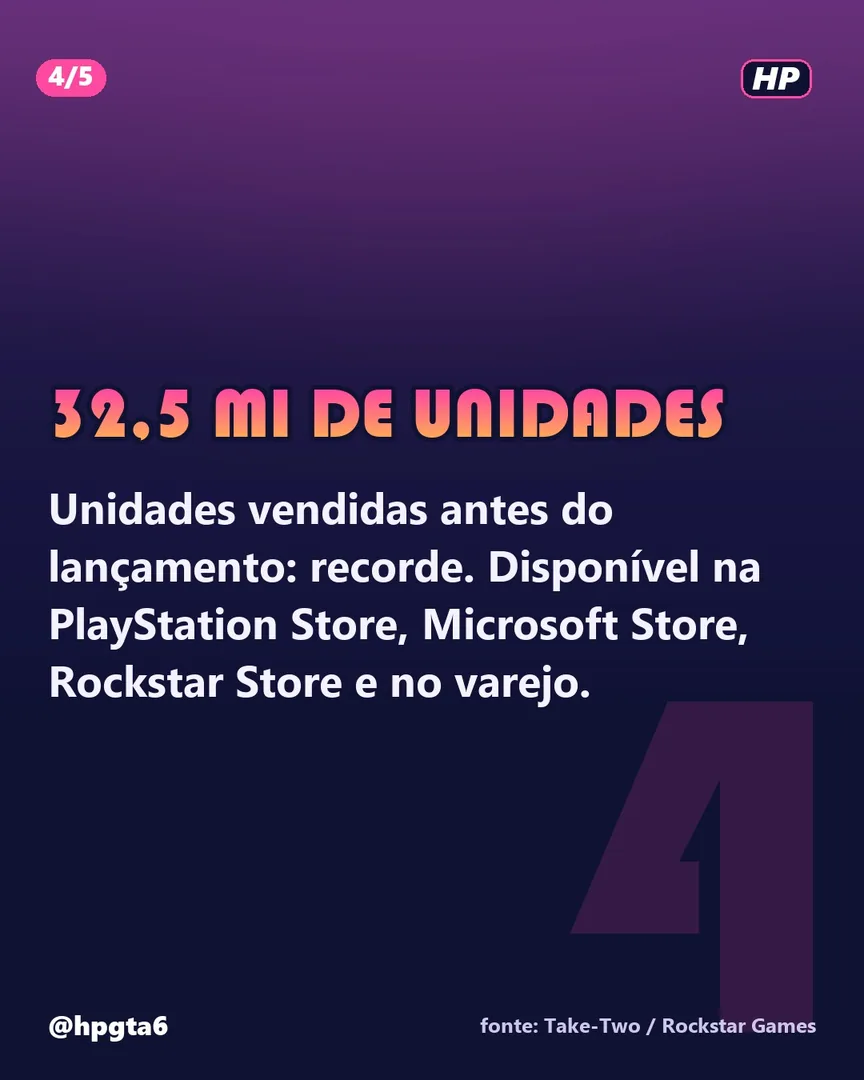 4/5
HP
32,5 MI DE UNIDADES
Unidades vendidas antes do
lançamento: recorde. Disponível na
PlayStation Store, Microsoft Store,
Rockstar Store e no varejo.
4
@hpgta6
fonte: Take-Two / Rockstar Games